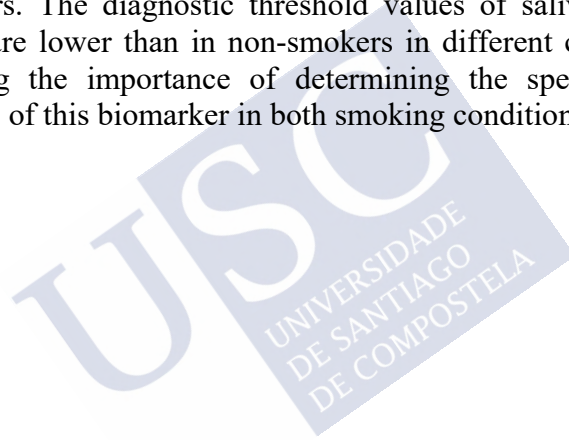 rs. The diagnostic threshold values of saliv
are lower than in non-smokers in different c
g the importance of determining the spe
of this biomarker in both smoking condition
USC
UNIVERSIDADE
DE SANTIAGO
DE COMPOSTELA